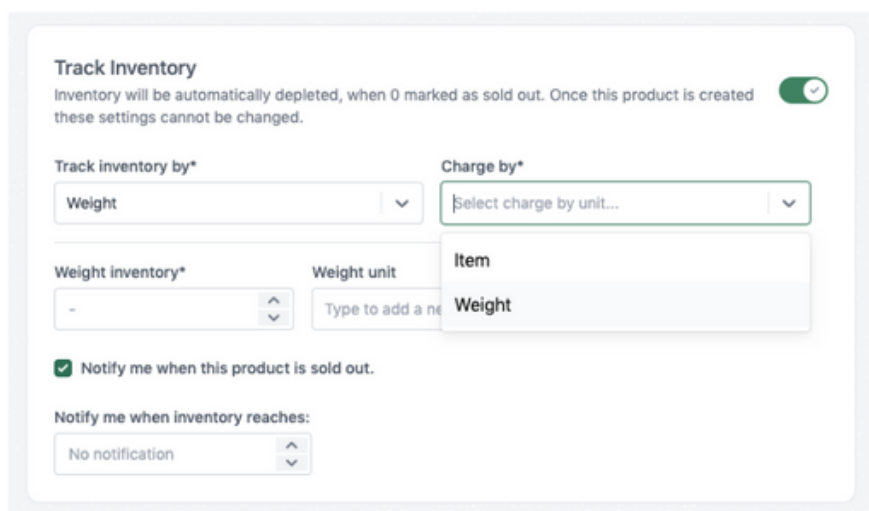 Track Inventory
Inventory will be automatically depleted, when 0 marked as sold out. Once this product is created
these settings cannot be changed.
Track inventory by*
Charge by*
Weight
Select charge by unit...
Item
Weight
Weight inventory*
Weight unit
-
Type to add a ne
Notify me when this product is sold out.
Notify me when inventory reaches:
No notification